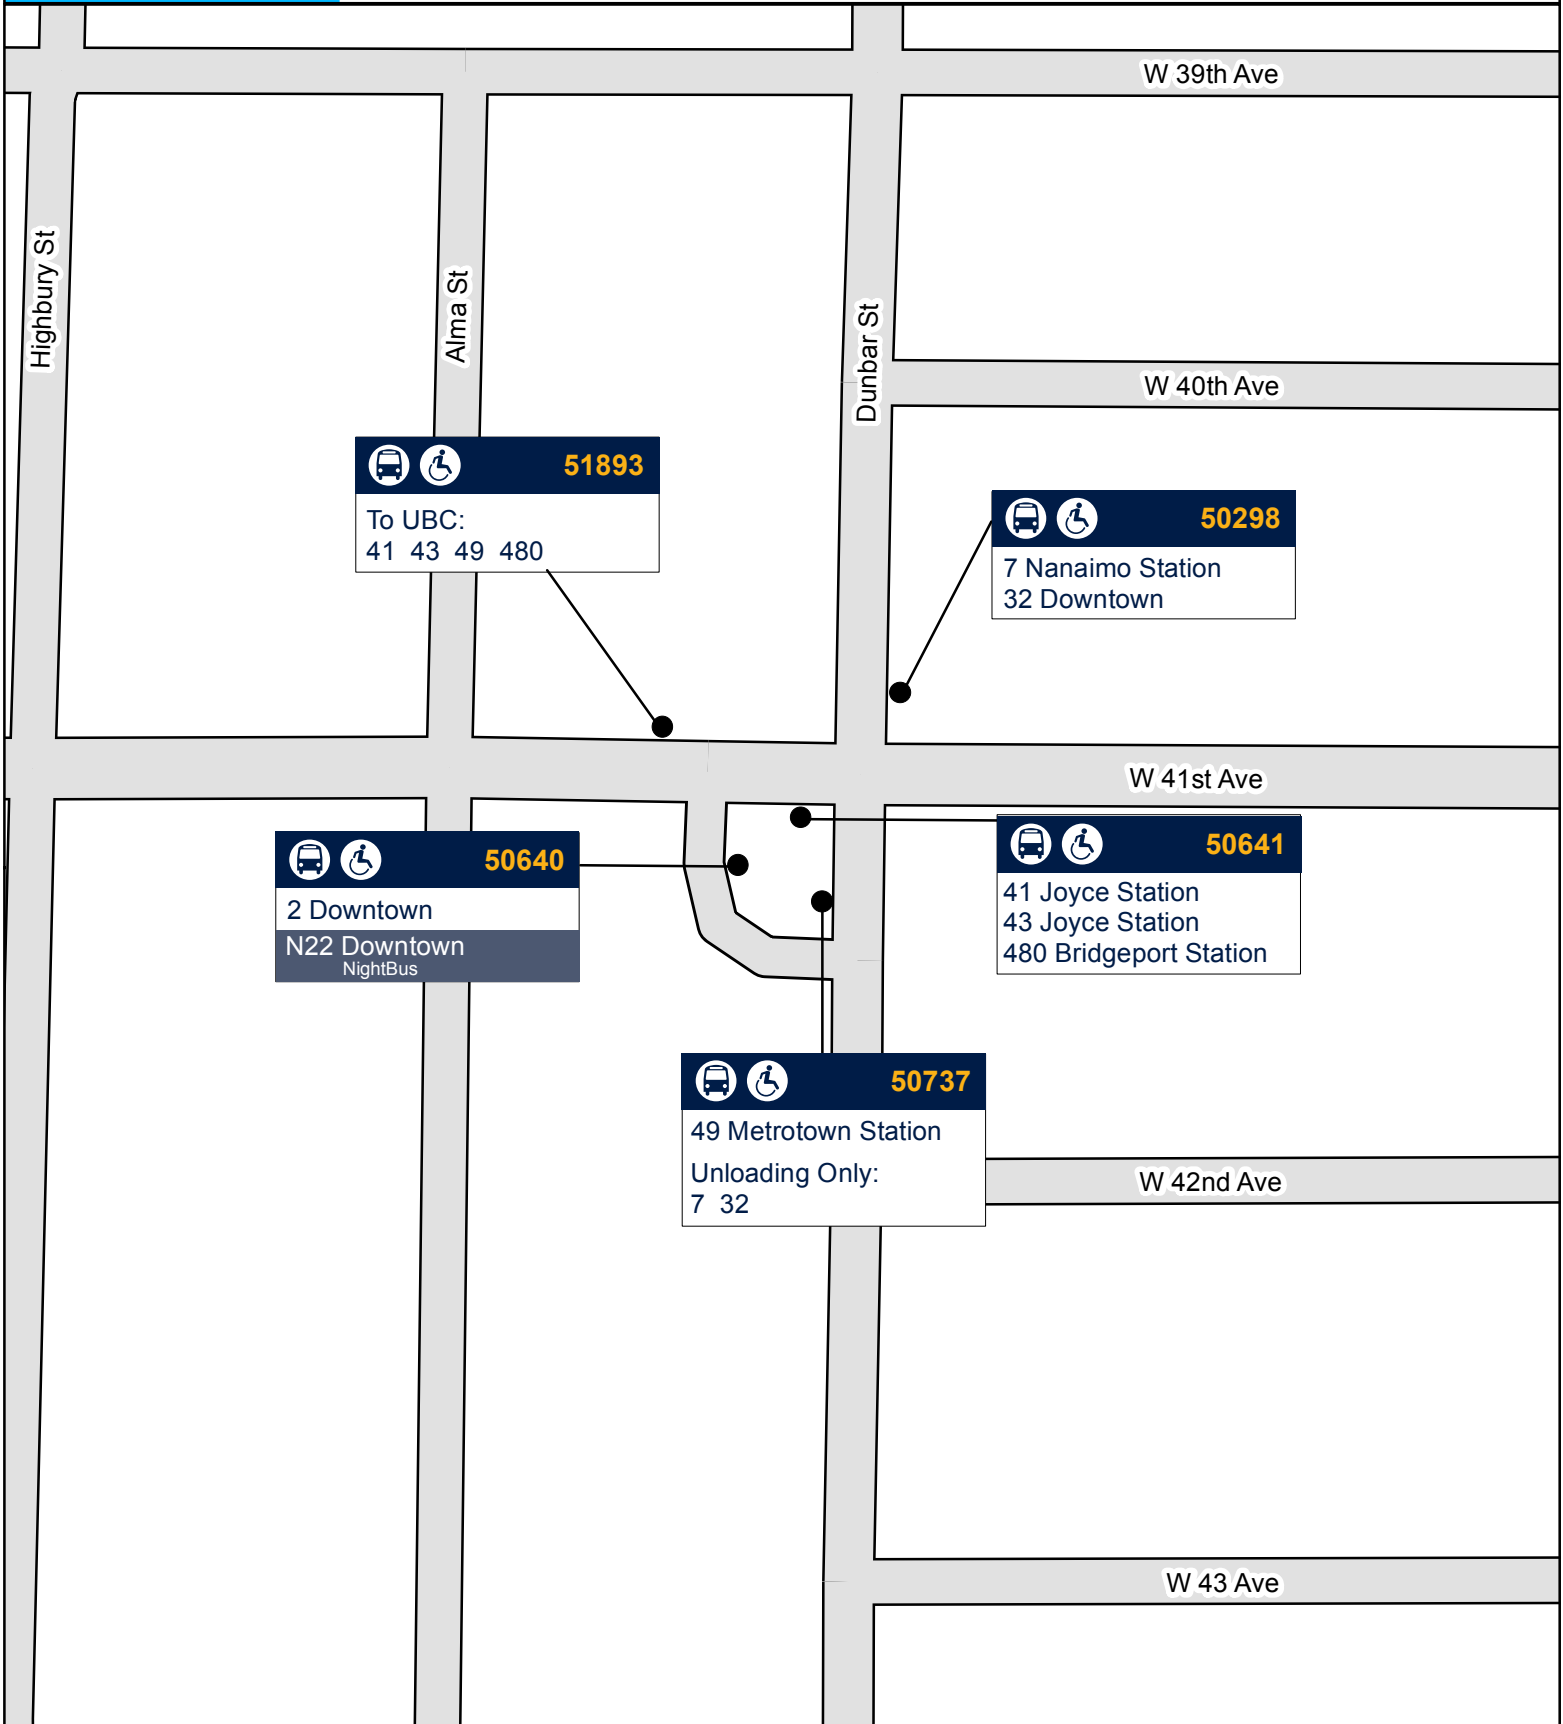 W 39th Ave
Highbury St
Alma St
Dunbar St
W 40th Ave
51893
To UBC:
41 43 49 480
50298
7 Nanaimo Station
32 Downtown
W 41st Ave
50640
2 Downtown
N22 Downtown
NightBus
50641
41 Joyce Station
43 Joyce Station
480 Bridgeport Station
50737
49 Metrotown Station
Unloading Only:
7 32
W 42nd Ave
W 43 Ave